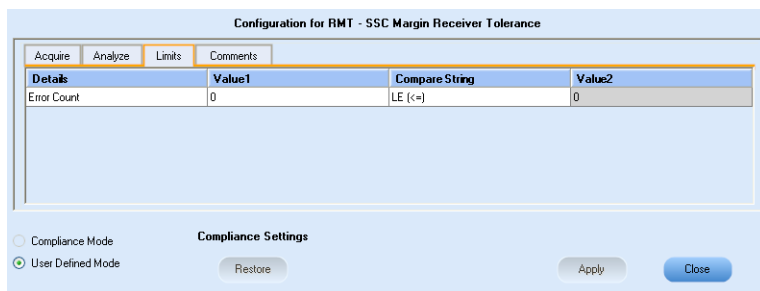 Configuration for RMT - SSC Margin Receiver Tolerance
Acquire Analyze Limits Comments
Details Value1 Compare String Value2
Error Count 0 LE (<=) 0
Compliance Mode Compliance Settings
User Defined Mode Restore Apply Close